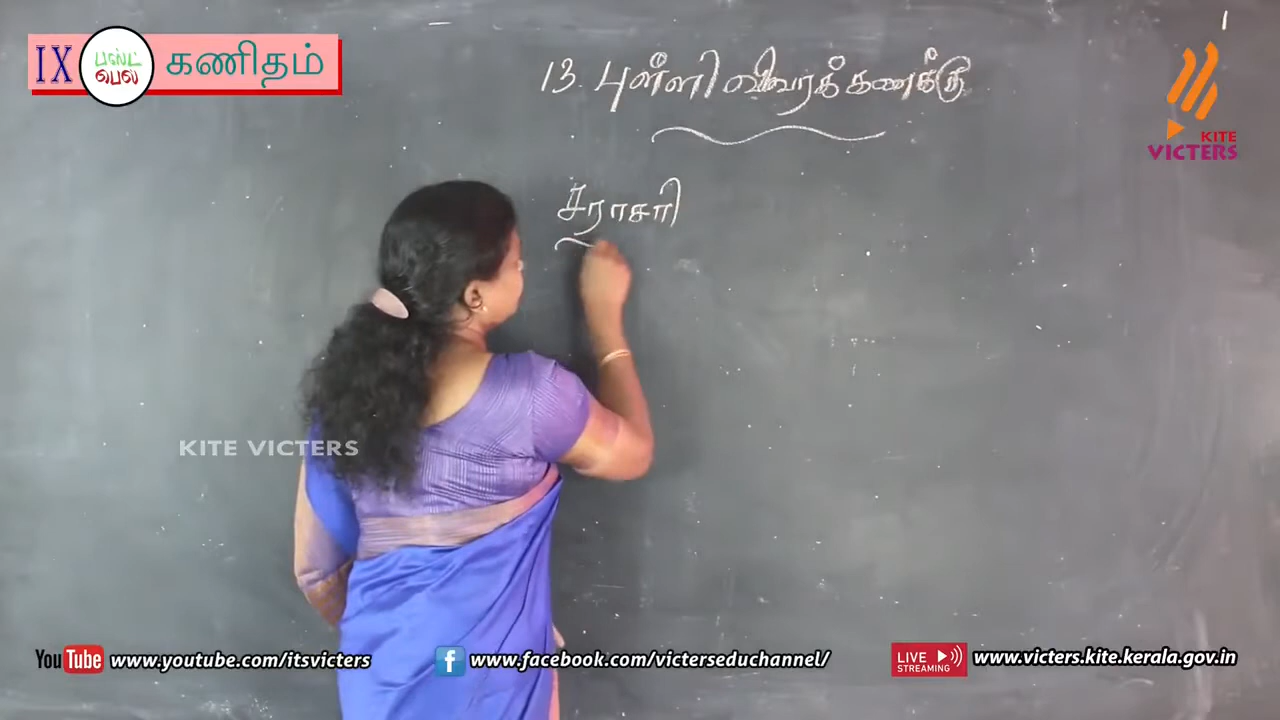 IX பஸ்ட் பெல் கணிதம்
13. புள்ளி விவரக் கணக்கு
KITE VICTERS
சராசரி
KITE VICTERS
YouTube www.youtube.com/itsvicters
f www.facebook.com/victerseduchannel/
LIVE STREAMING www.victers.kite.kerala.gov.in